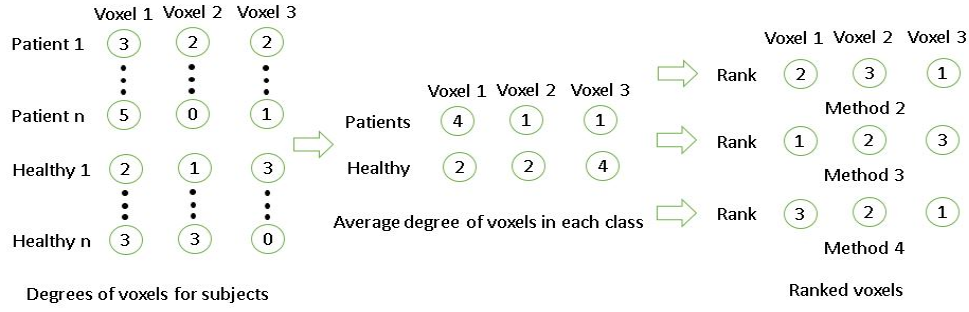 Voxel 1 Voxel 2 Voxel 3
Patient 1 3 2 2
Patient n 5 0 1
Healthy 1 2 1 3
Healthy n 3 3 0
Degrees of voxels for subjects
Voxel 1 Voxel 2 Voxel 3
Patients 4 1 1
Healthy 2 2 4
Average degree of voxels in each class
Voxel 1 Voxel 2 Voxel 3
Rank 2 3 1
Method 2
Rank 1 2 3
Method 3
Rank 3 2 1
Method 4
Ranked voxels